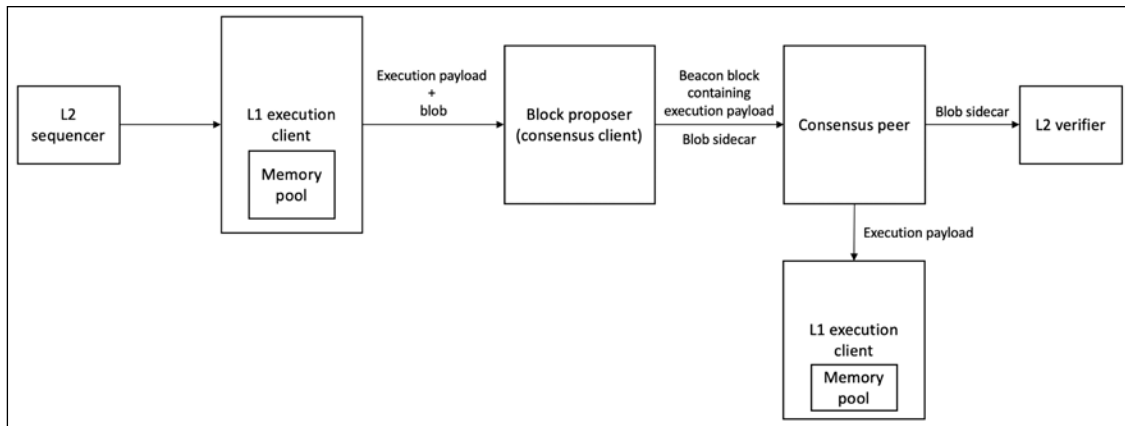 L2
sequencer
L1 execution
client
Memory
pool
Execution payload
+
blob
Block proposer
(consensus client)
Beacon block
containing
execution payload
Blob sidecar
Consensus peer
Blob sidecar
L2 verifier
Execution payload
L1 execution
client
Memory
pool